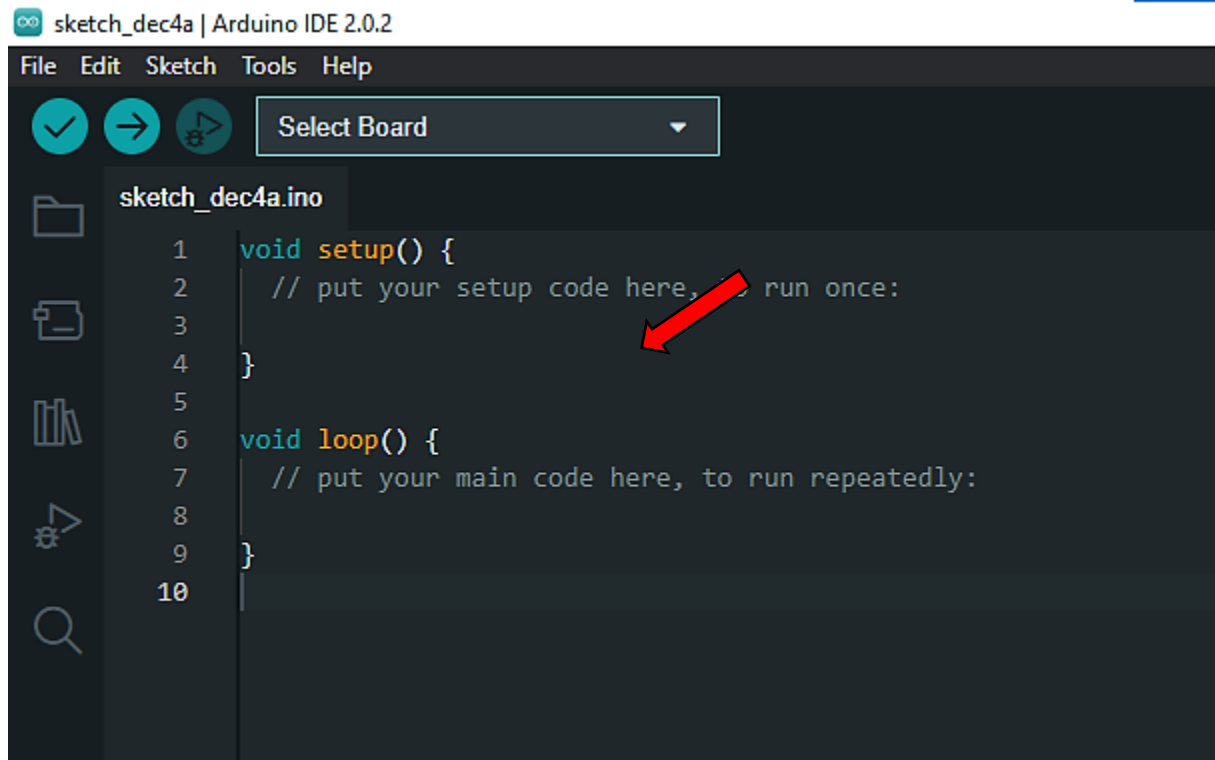 sketch_dec4a | Arduino IDE 2.0.2
File Edit Sketch Tools Help
Select Board
sketch_dec4a.ino
1 void setup() {
2 // put your setup code here, run once:
3
4 }
5
6 void loop() {
7 // put your main code here, to run repeatedly:
8
9 }
10